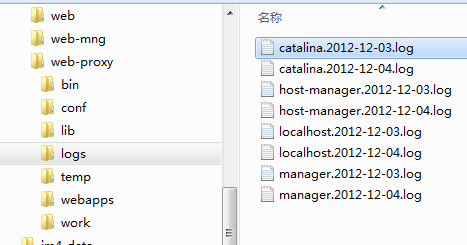 web
web-mng
web-proxy
bin
conf
lib
logs
temp
webapps
work
名称
catalina.2012-12-03.log
catalina.2012-12-04.log
host-manager.2012-12-03.log
host-manager.2012-12-04.log
localhost.2012-12-03.log
localhost.2012-12-04.log
manager.2012-12-03.log
manager.2012-12-04.log